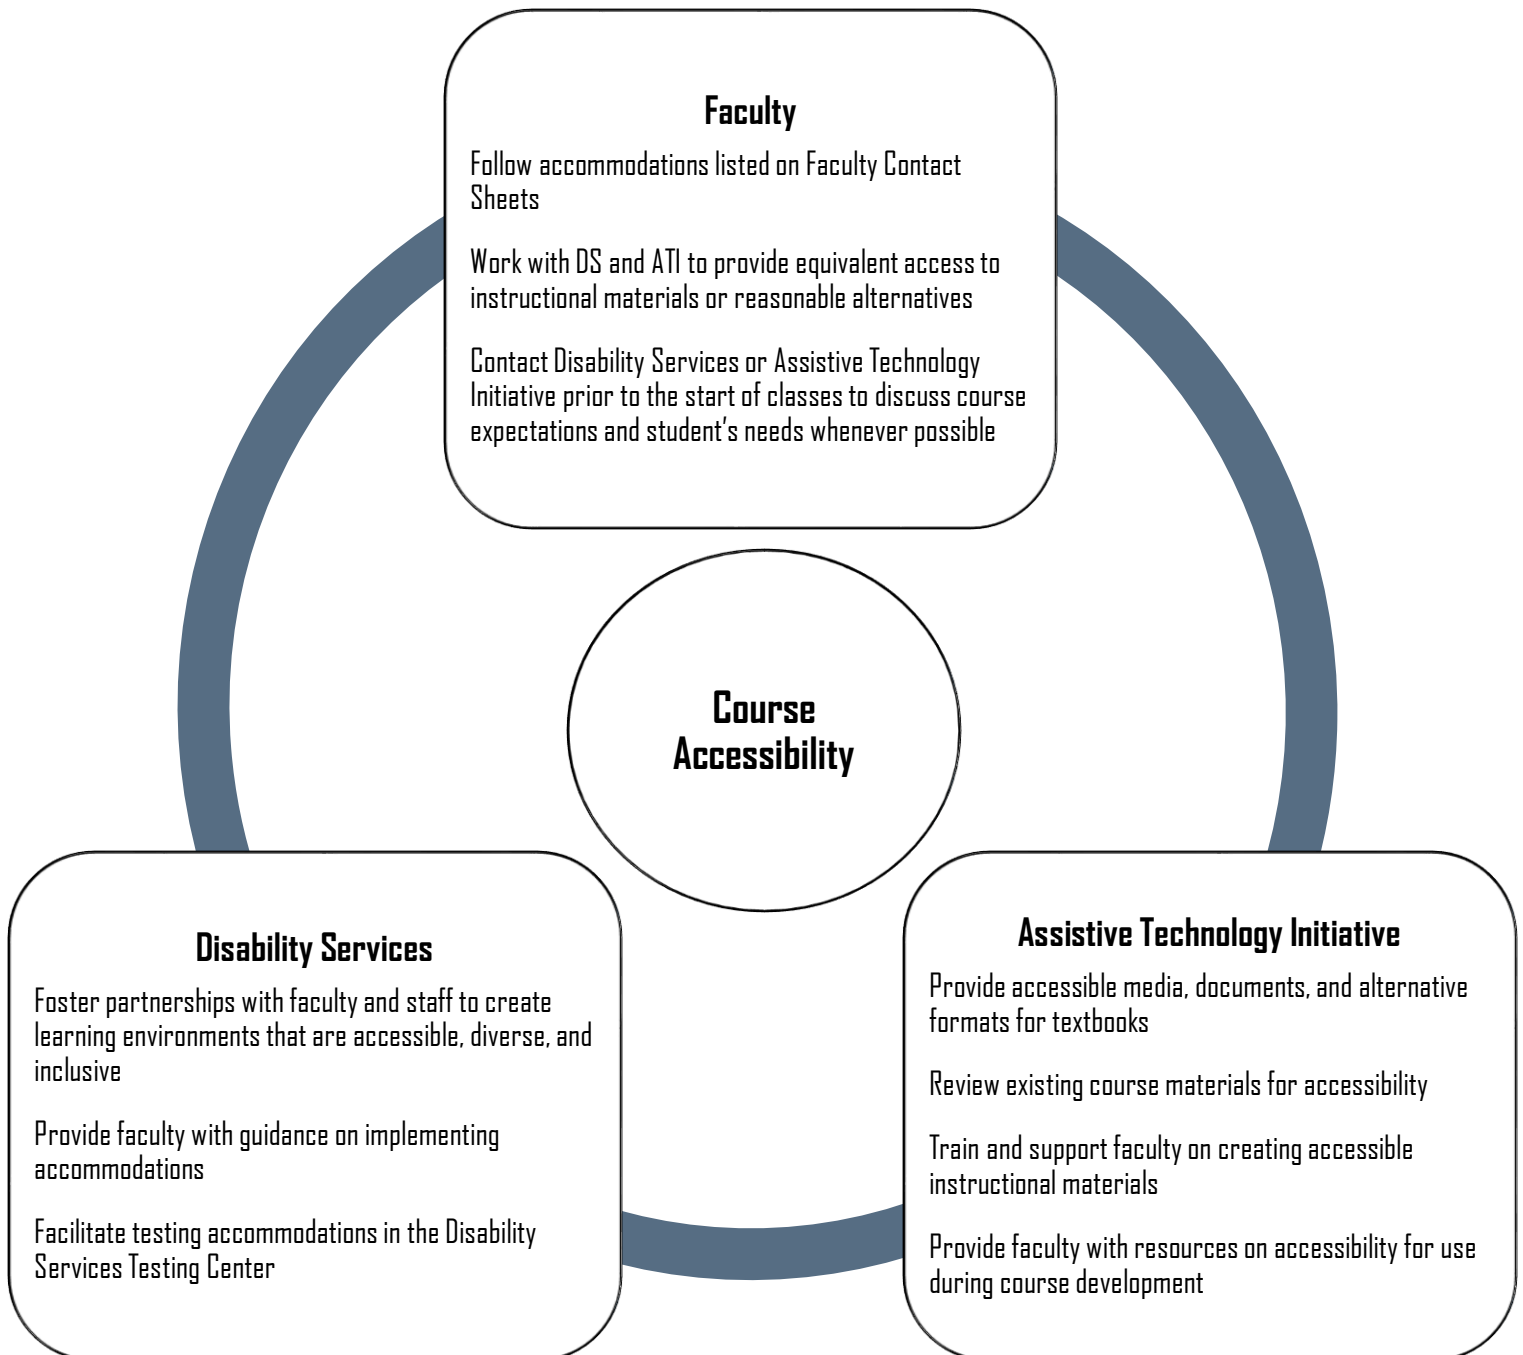 Faculty
Follow accommodations listed on Faculty Contact
Sheets
Work with DS and ATI to provide equivalent access to
instructional materials or reasonable alternatives
Contact Disability Services or Assistive Technology
Initiative prior to the start of classes to discuss course
expectations and student’s needs whenever possible
Course
Accessibility
Disability Services
Foster partnerships with faculty and staff to create
learning environments that are accessible, diverse, and
inclusive
Provide faculty with guidance on implementing
accommodations
Facilitate testing accommodations in the Disability
Services Testing Center
Assistive Technology Initiative
Provide accessible media, documents, and alternative
formats for textbooks
Review existing course materials for accessibility
Train and support faculty on creating accessible
instructional materials
Provide faculty with resources on accessibility for use
during course development